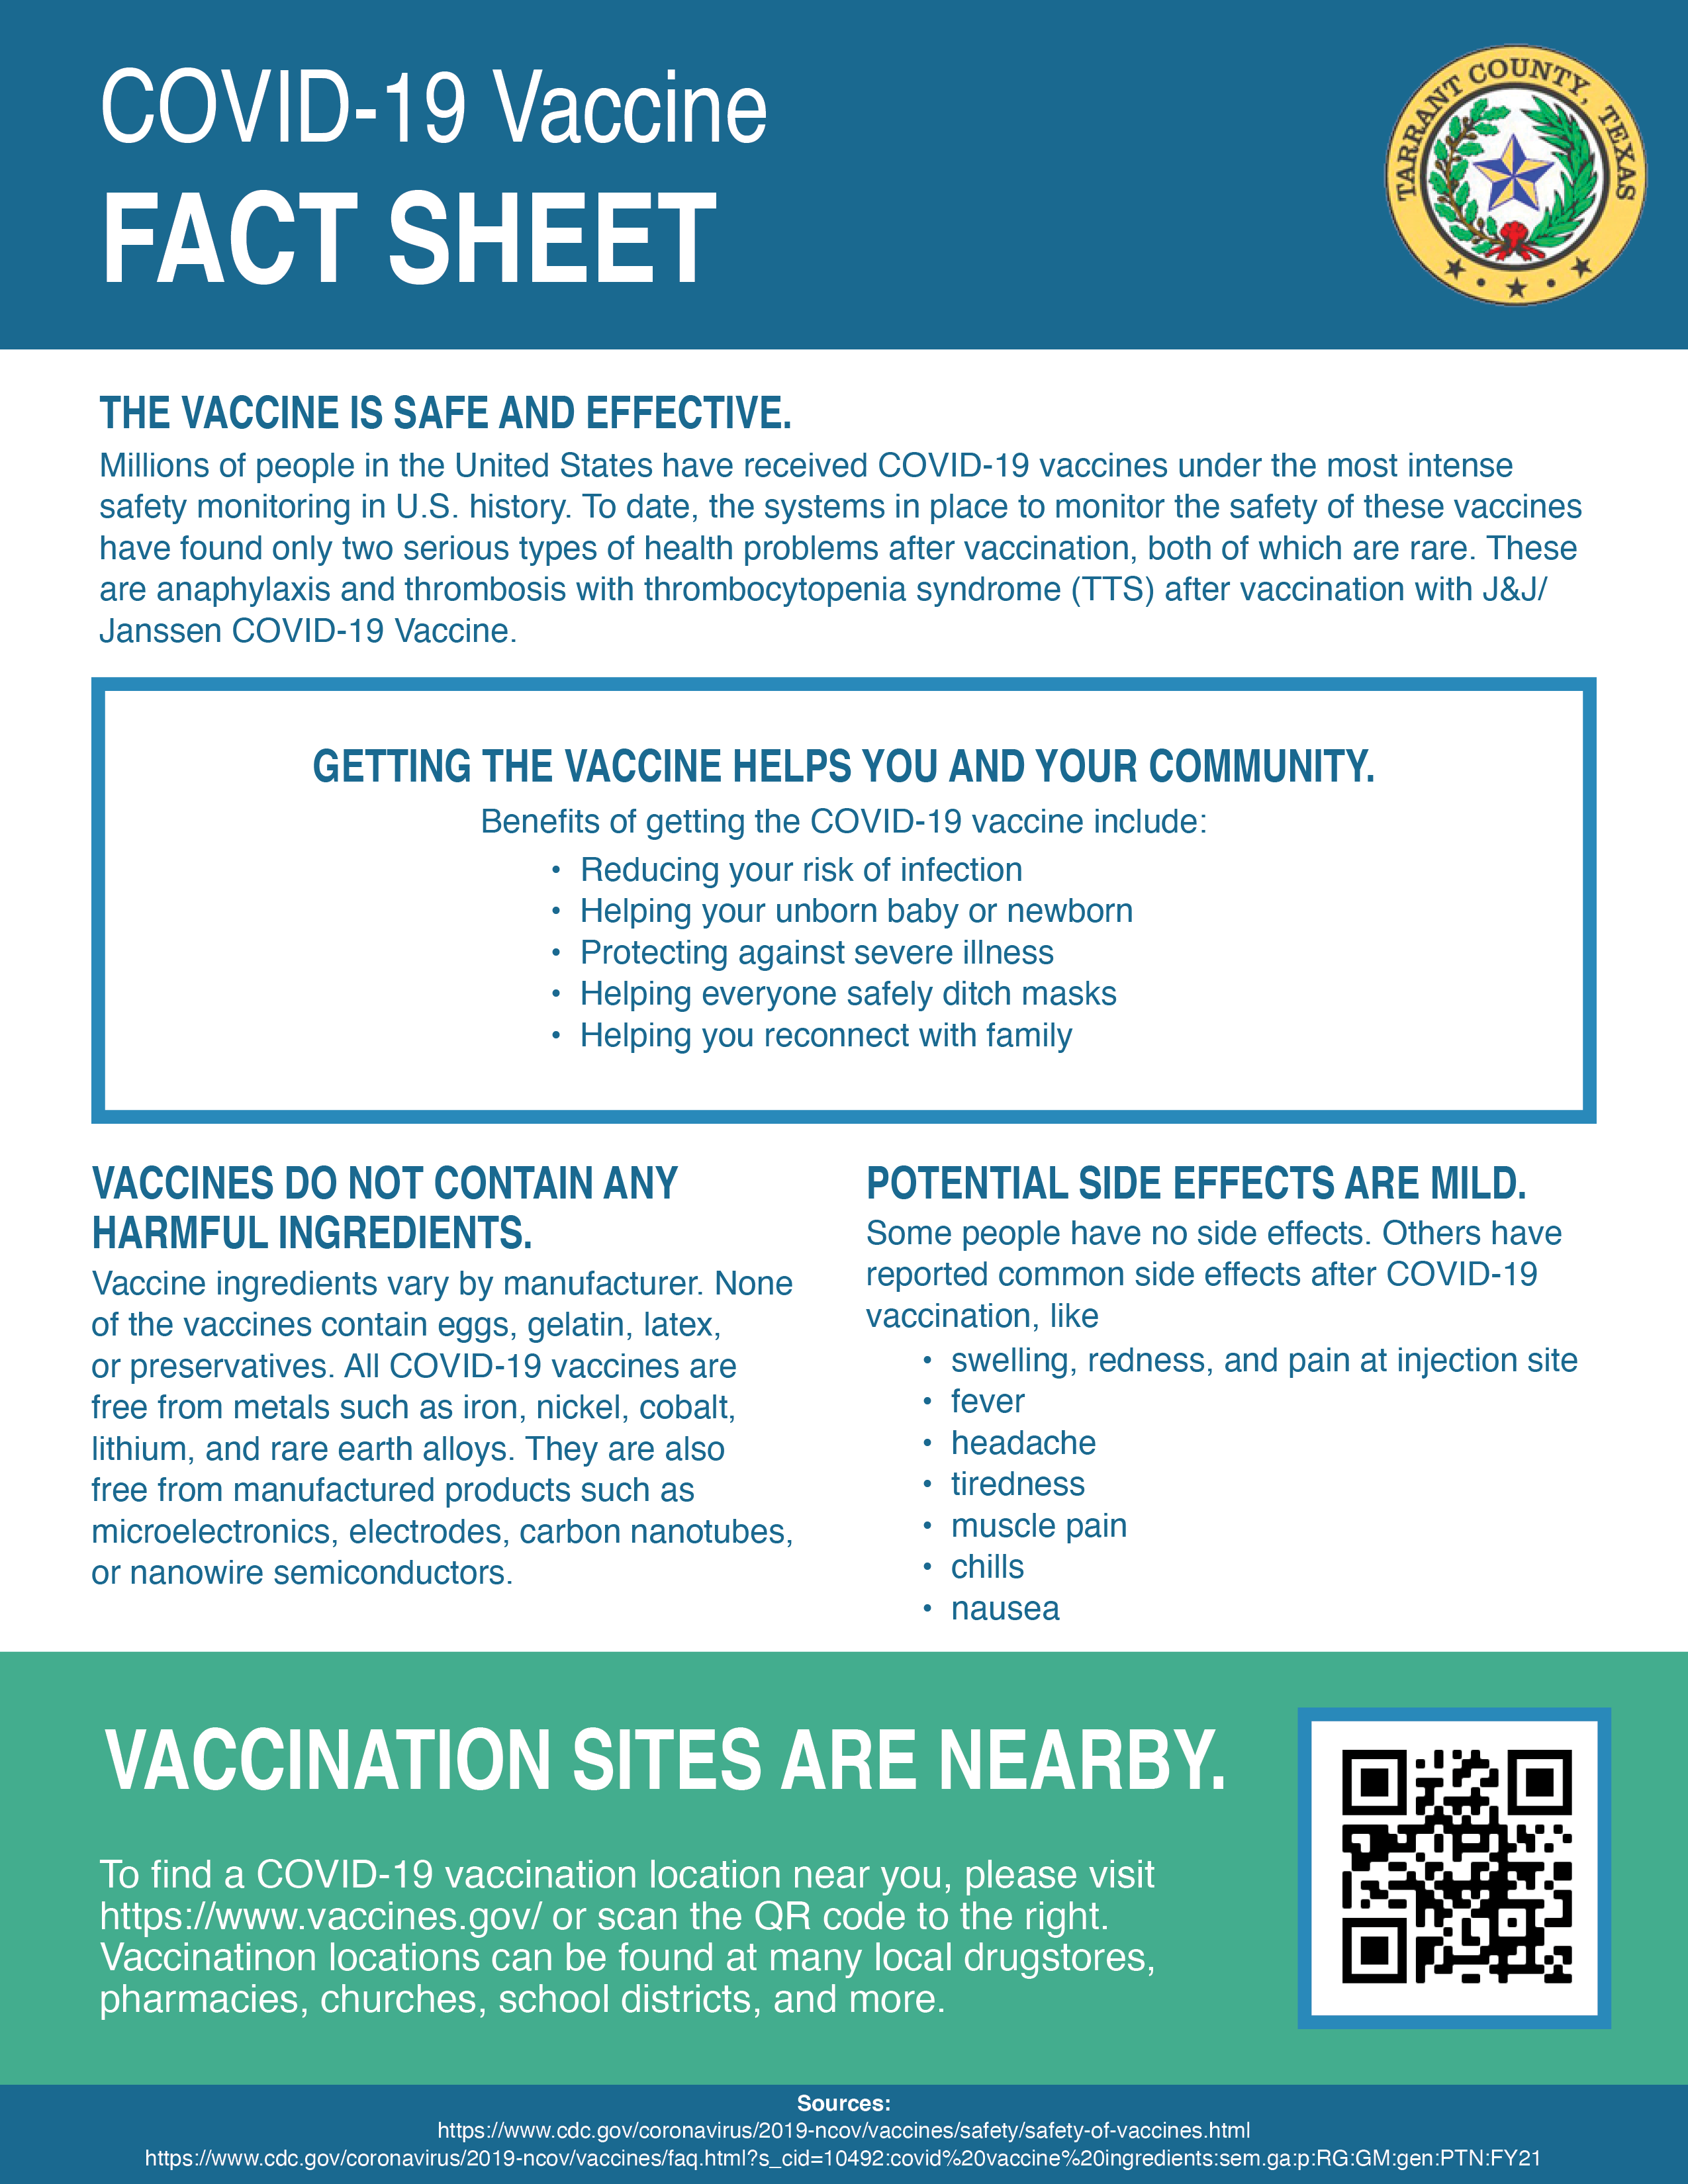 COVID-19 Vaccine
FACT SHEET
TARRANT COUNTY, TEXAS
THE VACCINE IS SAFE AND EFFECTIVE.
Millions of people in the United States have received COVID-19 vaccines under the most intense
safety monitoring in U.S. history. To date, the systems in place to monitor the safety of these vaccines
have found only two serious types of health problems after vaccination, both of which are rare. These
are anaphylaxis and thrombosis with thrombocytopenia syndrome (TTS) after vaccination with J&J/
Janssen COVID-19 Vaccine.
GETTING THE VACCINE HELPS YOU AND YOUR COMMUNITY.
Benefits of getting the COVID-19 vaccine include:
• Reducing your risk of infection
• Helping your unborn baby or newborn
• Protecting against severe illness
• Helping everyone safely ditch masks
• Helping you reconnect with family
VACCINES DO NOT CONTAIN ANY
HARMFUL INGREDIENTS.
Vaccine ingredients vary by manufacturer. None
of the vaccines contain eggs, gelatin, latex,
or preservatives. All COVID-19 vaccines are
free from metals such as iron, nickel, cobalt,
lithium, and rare earth alloys. They are also
free from manufactured products such as
microelectronics, electrodes, carbon nanotubes,
or nanowire semiconductors.
POTENTIAL SIDE EFFECTS ARE MILD.
Some people have no side effects. Others have
reported common side effects after COVID-19
vaccination, like
• swelling, redness, and pain at injection site
• fever
• headache
• tiredness
• muscle pain
• chills
• nausea
VACCINATION SITES ARE NEARBY.
To find a COVID-19 vaccination location near you, please visit
https://www.vaccines.gov/ or scan the QR code to the right.
Vaccinatinon locations can be found at many local drugstores,
pharmacies, churches, school districts, and more.
Sources:
https://www.cdc.gov/coronavirus/2019-ncov/vaccines/safety/safety-of-vaccines.html
https://www.cdc.gov/coronavirus/2019-ncov/vaccines/faq.html?s_cid=10492:covid%20vaccine%20ingredients:sem.ga:p:RG:GM:gen:PTN:FY21